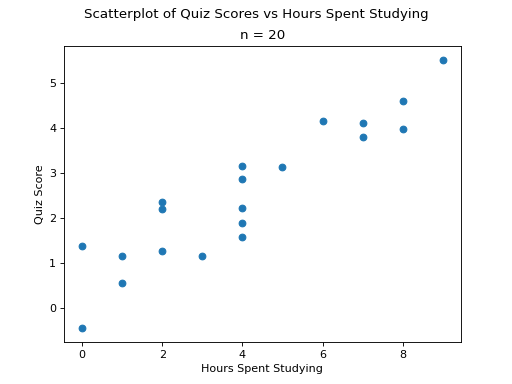 Scatterplot of Quiz Scores vs Hours Spent Studying
n = 20
5
4
3
2
1
0
Quiz Score
0 2 4 6 8
Hours Spent Studying